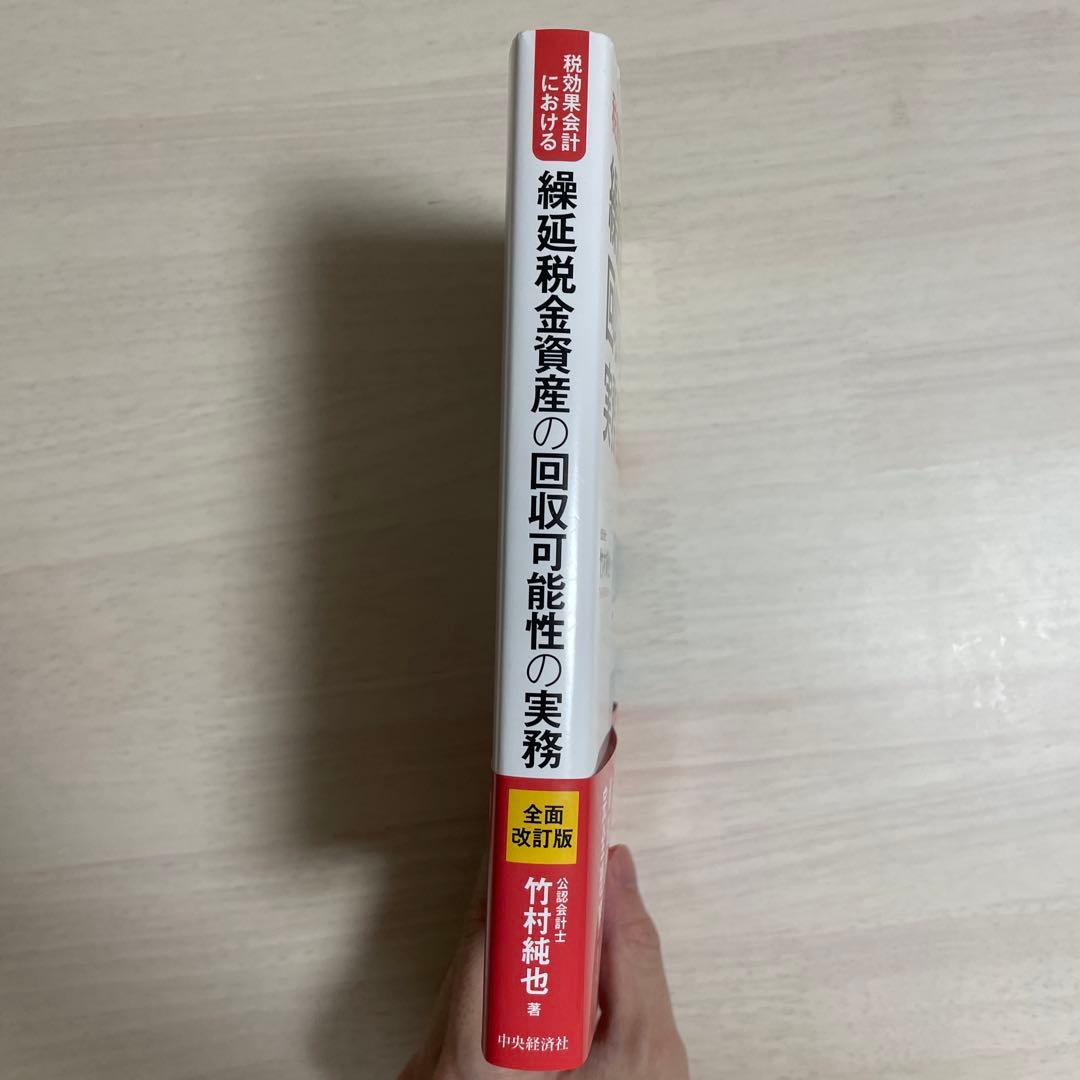 税効果会計
における
繰延税金資産の回収可能性の実務
全面
改訂版
公認会計士
竹村純也 著
中央経済社